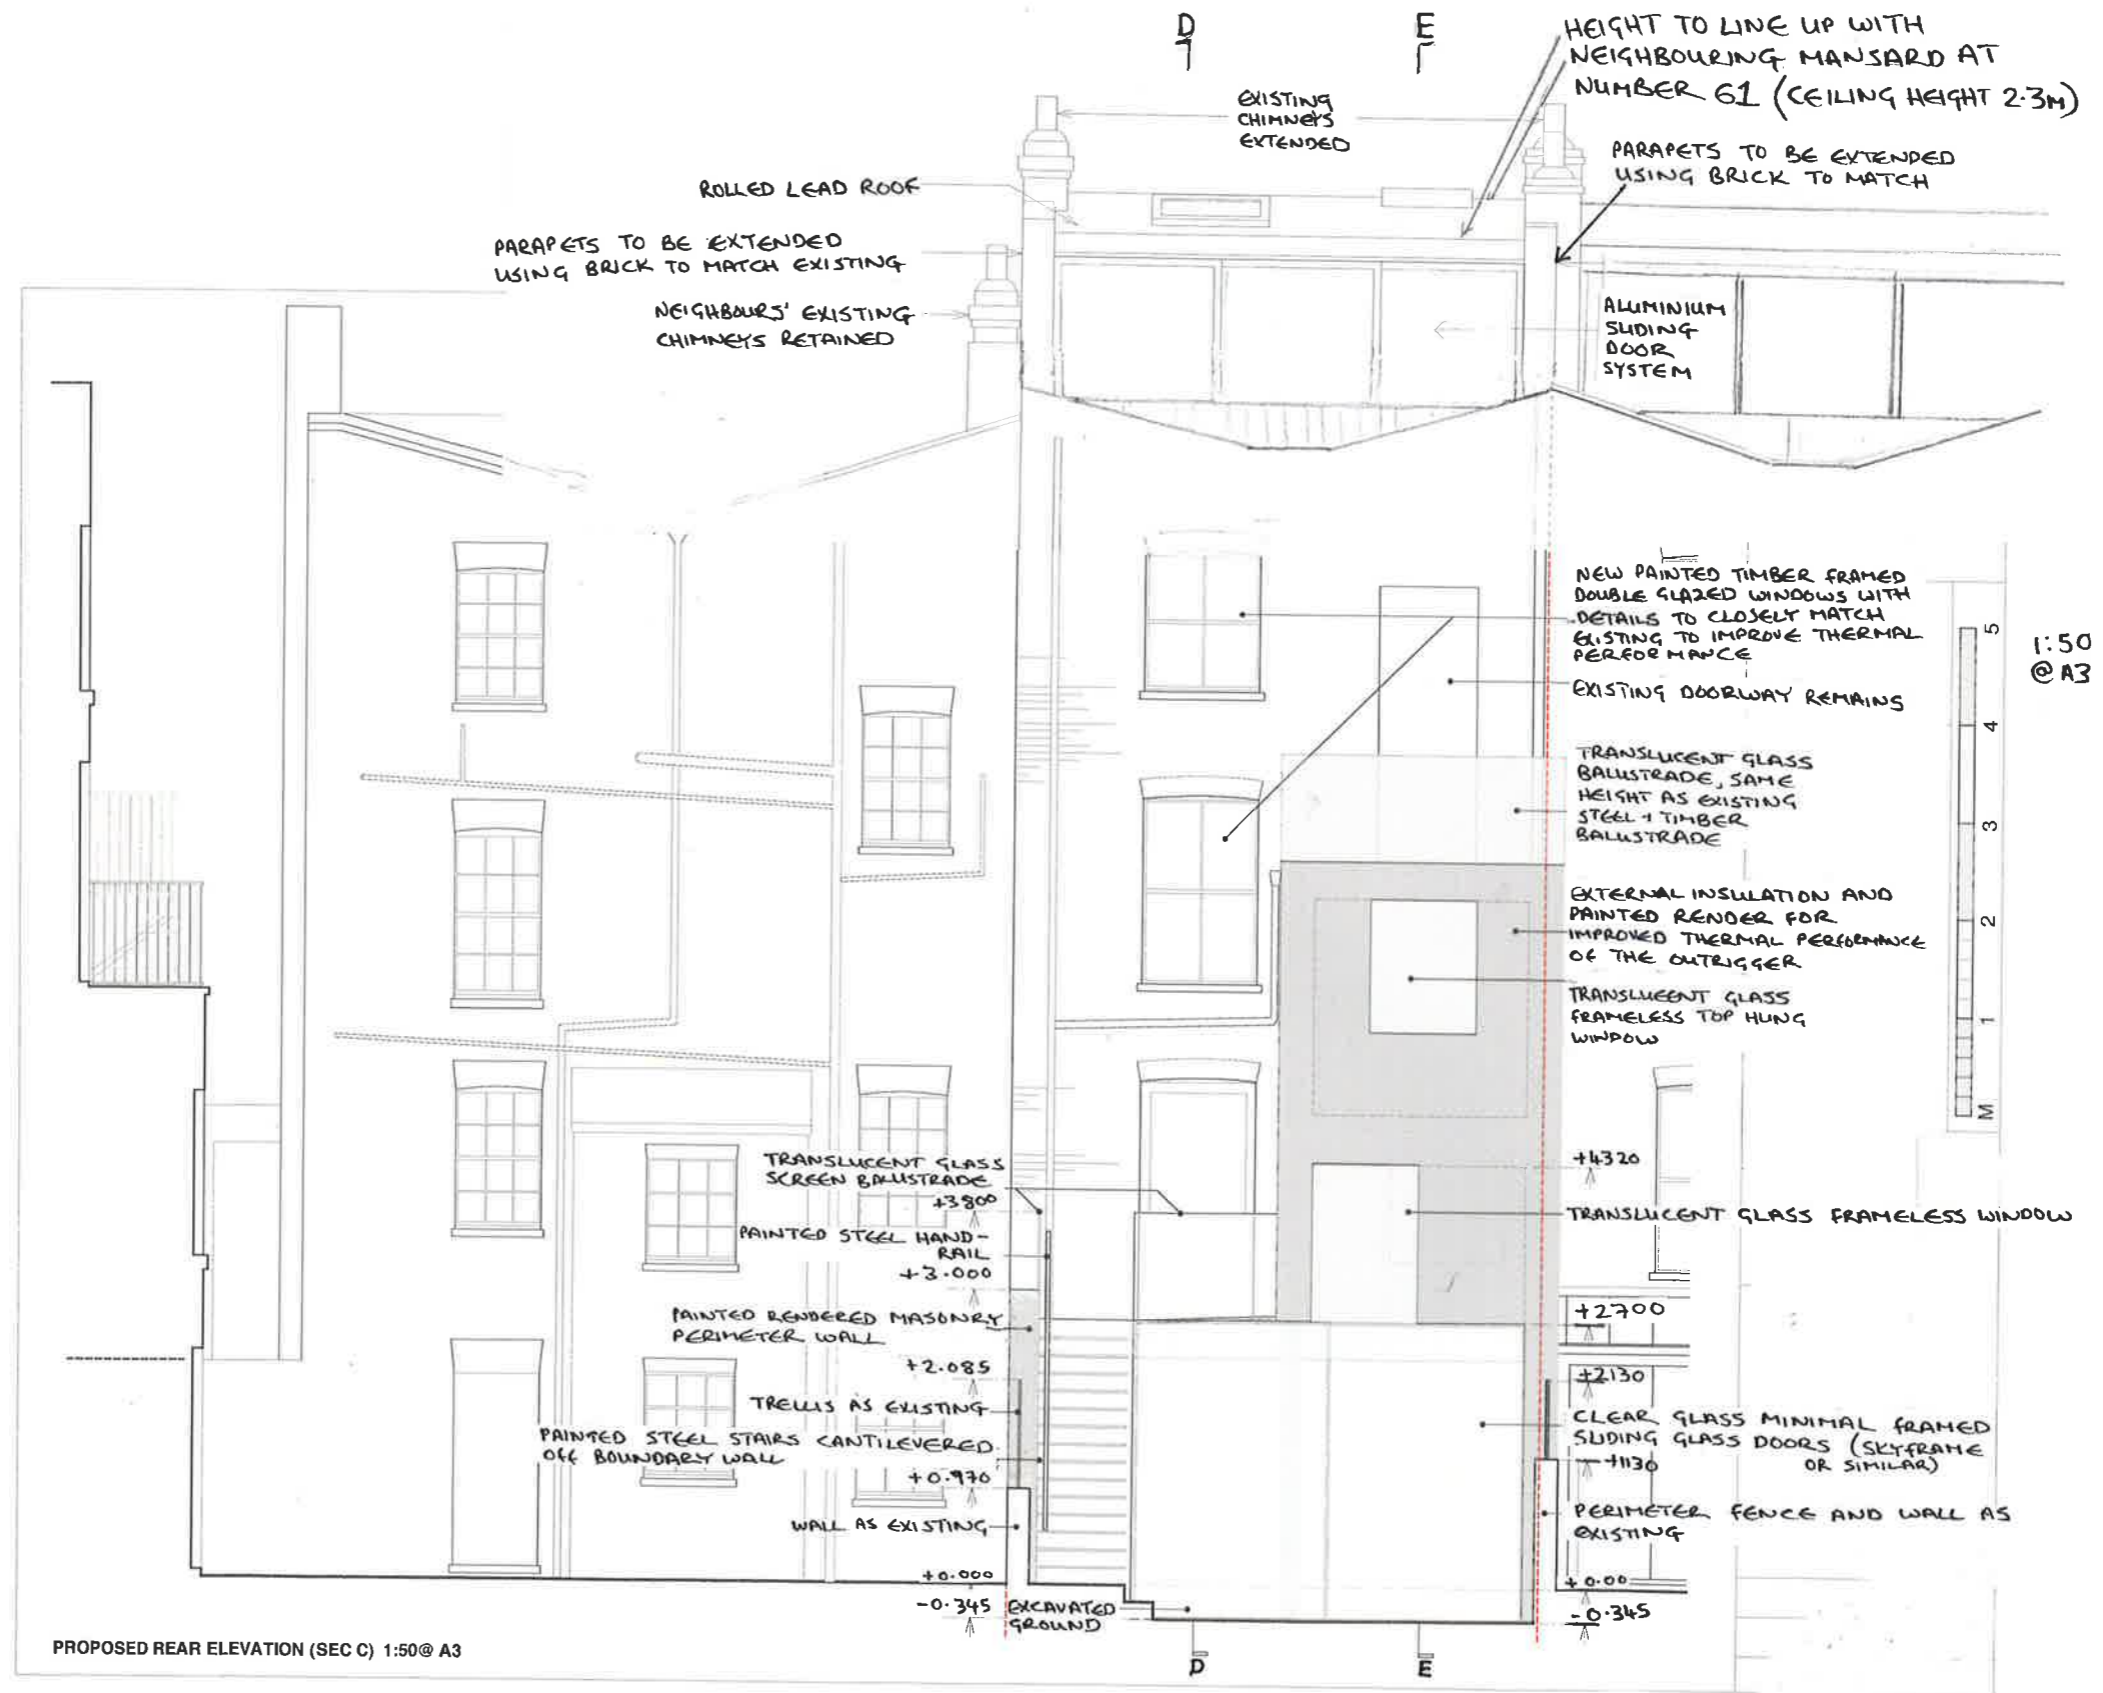 D
E
HEIGHT TO LINE UP WITH
NEIGHBOURING MANSARD AT
NUMBER 61 (CEILING HEIGHT 2.3M)
EXISTING
CHIMNEYS
EXTENDED
PARAPETS TO BE EXTENDED
USING BRICK TO MATCH
ROLLED LEAD ROOF
PARAPETS TO BE EXTENDED
USING BRICK TO MATCH EXISTING
NEIGHBOURS' EXISTING
CHIMNEYS RETAINED
ALUMINIUM
SLIDING
DOOR
SYSTEM
NEW PAINTED TIMBER FRAMED
DOUBLE GLAZED WINDOWS WITH
DETAILS TO CLOSELY MATCH
EXISTING TO IMPROVE THERMAL
PERFORMANCE
EXISTING DOORWAY REMAINS
1:50
@ A3
5
4
3
2
1
M
TRANSLUCENT GLASS
BALUSTRADE, SAME
HEIGHT AS EXISTING
STEEL + TIMBER
BALUSTRADE
EXTERNAL INSULATION AND
PAINTED RENDER FOR
IMPROVED THERMAL PERFORMANCE
OF THE OUTRIGGER
TRANSLUCENT GLASS
FRAMELESS TOP HUNG
WINDOW
+4320
TRANSLUCENT GLASS FRAMELESS WINDOW
+2700
+2130
CLEAR GLASS MINIMAL FRAMED
SLIDING GLASS DOORS (SKYFRAME
OR SIMILAR)
+1130
PERIMETER FENCE AND WALL AS
EXISTING
+0.00
-0.345
TRANSLUCENT GLASS
SCREEN BALUSTRADE
+3800
PAINTED STEEL HAND-
RAIL
+3.000
PAINTED RENDERED MASONRY
PERIMETER WALL
+2.085
TRELLIS AS EXISTING
PAINTED STEEL STAIRS CANTILEVERED
OFF BOUNDARY WALL
+0.970
WALL AS EXISTING
+0.000
-0.345
EXCAVATED
GROUND
D
E
PROPOSED REAR ELEVATION (SEC C) 1:50@ A3